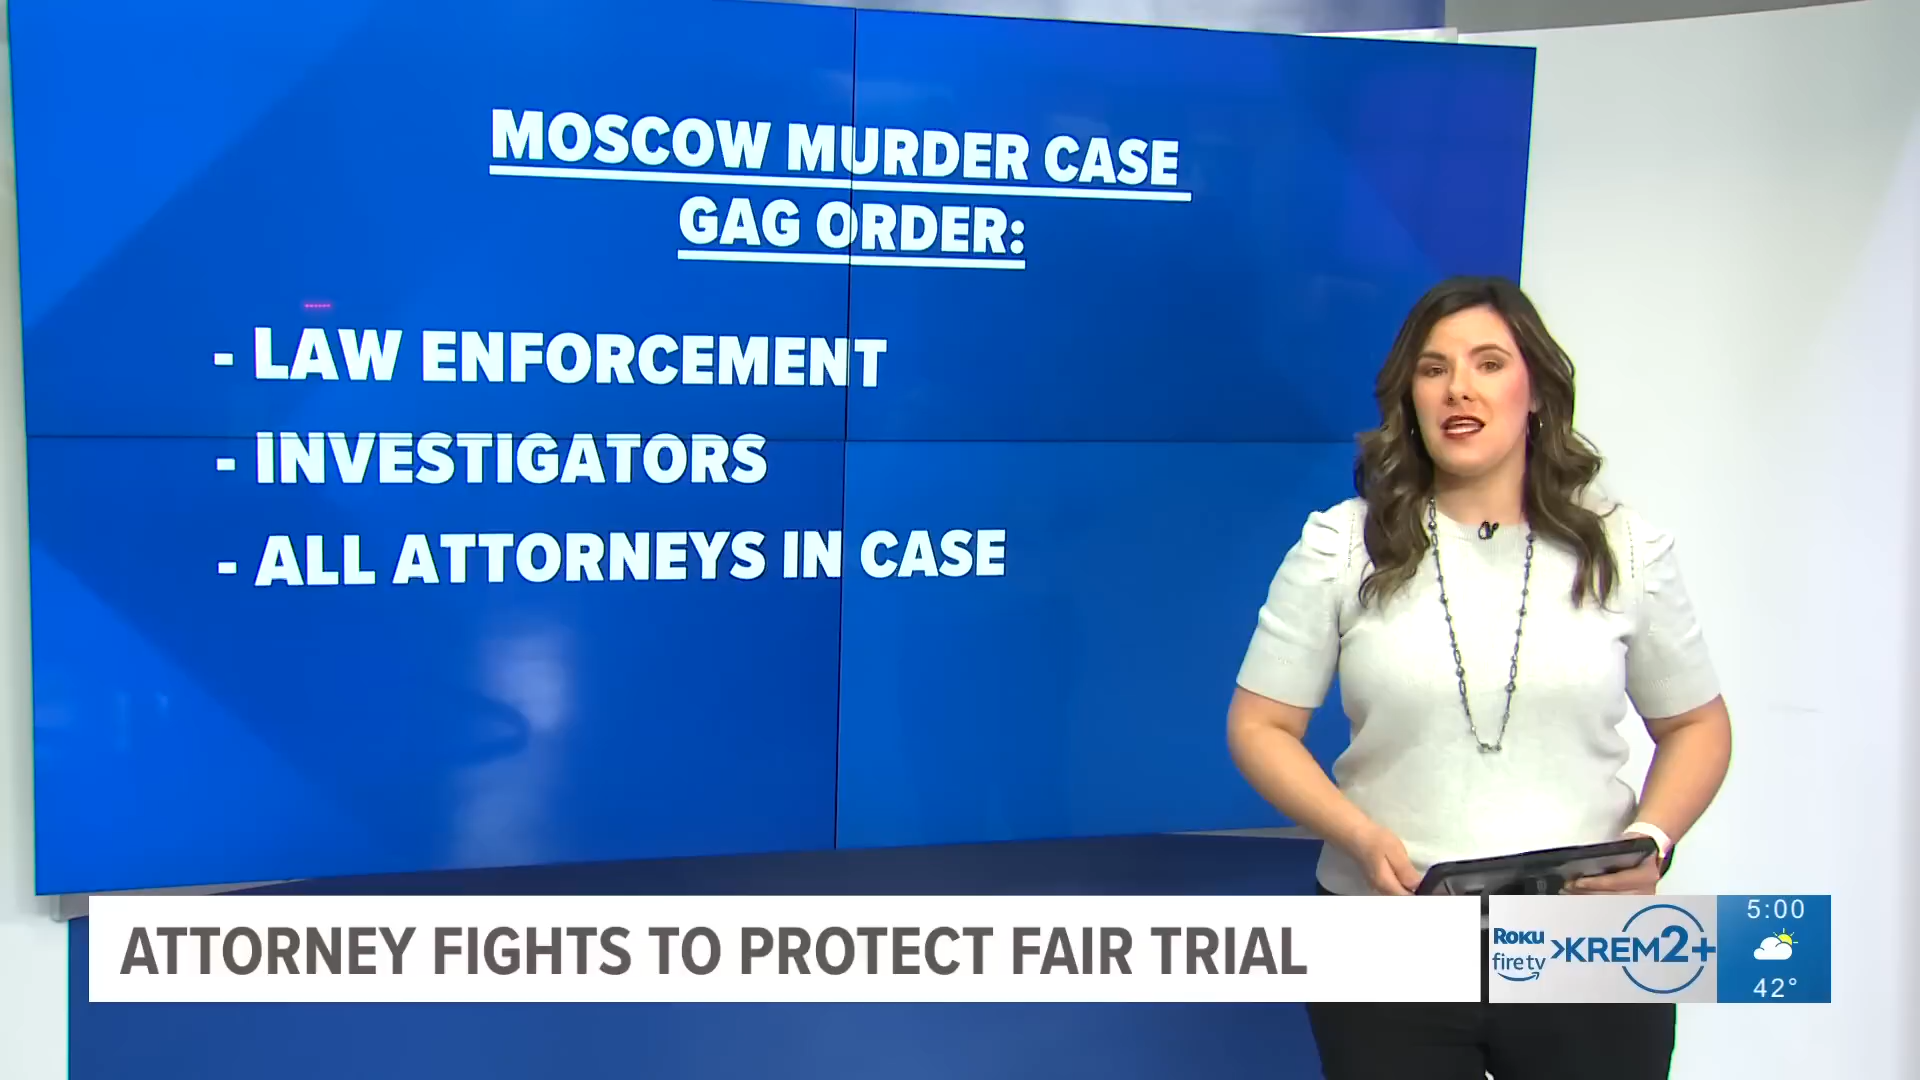 MOSCOW MURDER CASE
GAG ORDER:
- LAW ENFORCEMENT
- INVESTIGATORS
- ALL ATTORNEYS IN CASE
ATTORNEY FIGHTS TO PROTECT FAIR TRIAL
ROKU
fire tv
KREM2+
5:00
42°